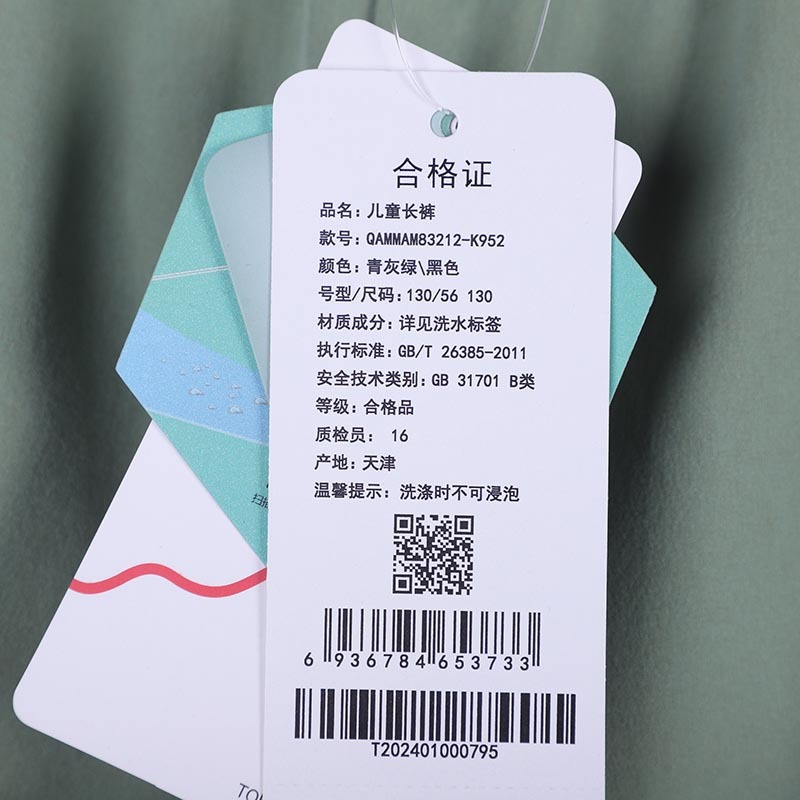 合格证
品名：儿童长裤
款号：QAMMAM83212-K952
颜色：青灰绿\黑色
号型/尺码：130/56 130
材质成分：详见洗水标签
执行标准：GB/T 26385-2011
安全技术类别：GB 31701 B类
等级：合格品
质检员： 16
产地：天津
温馨提示：洗涤时不可浸泡
6 936784 653733
T202401000795